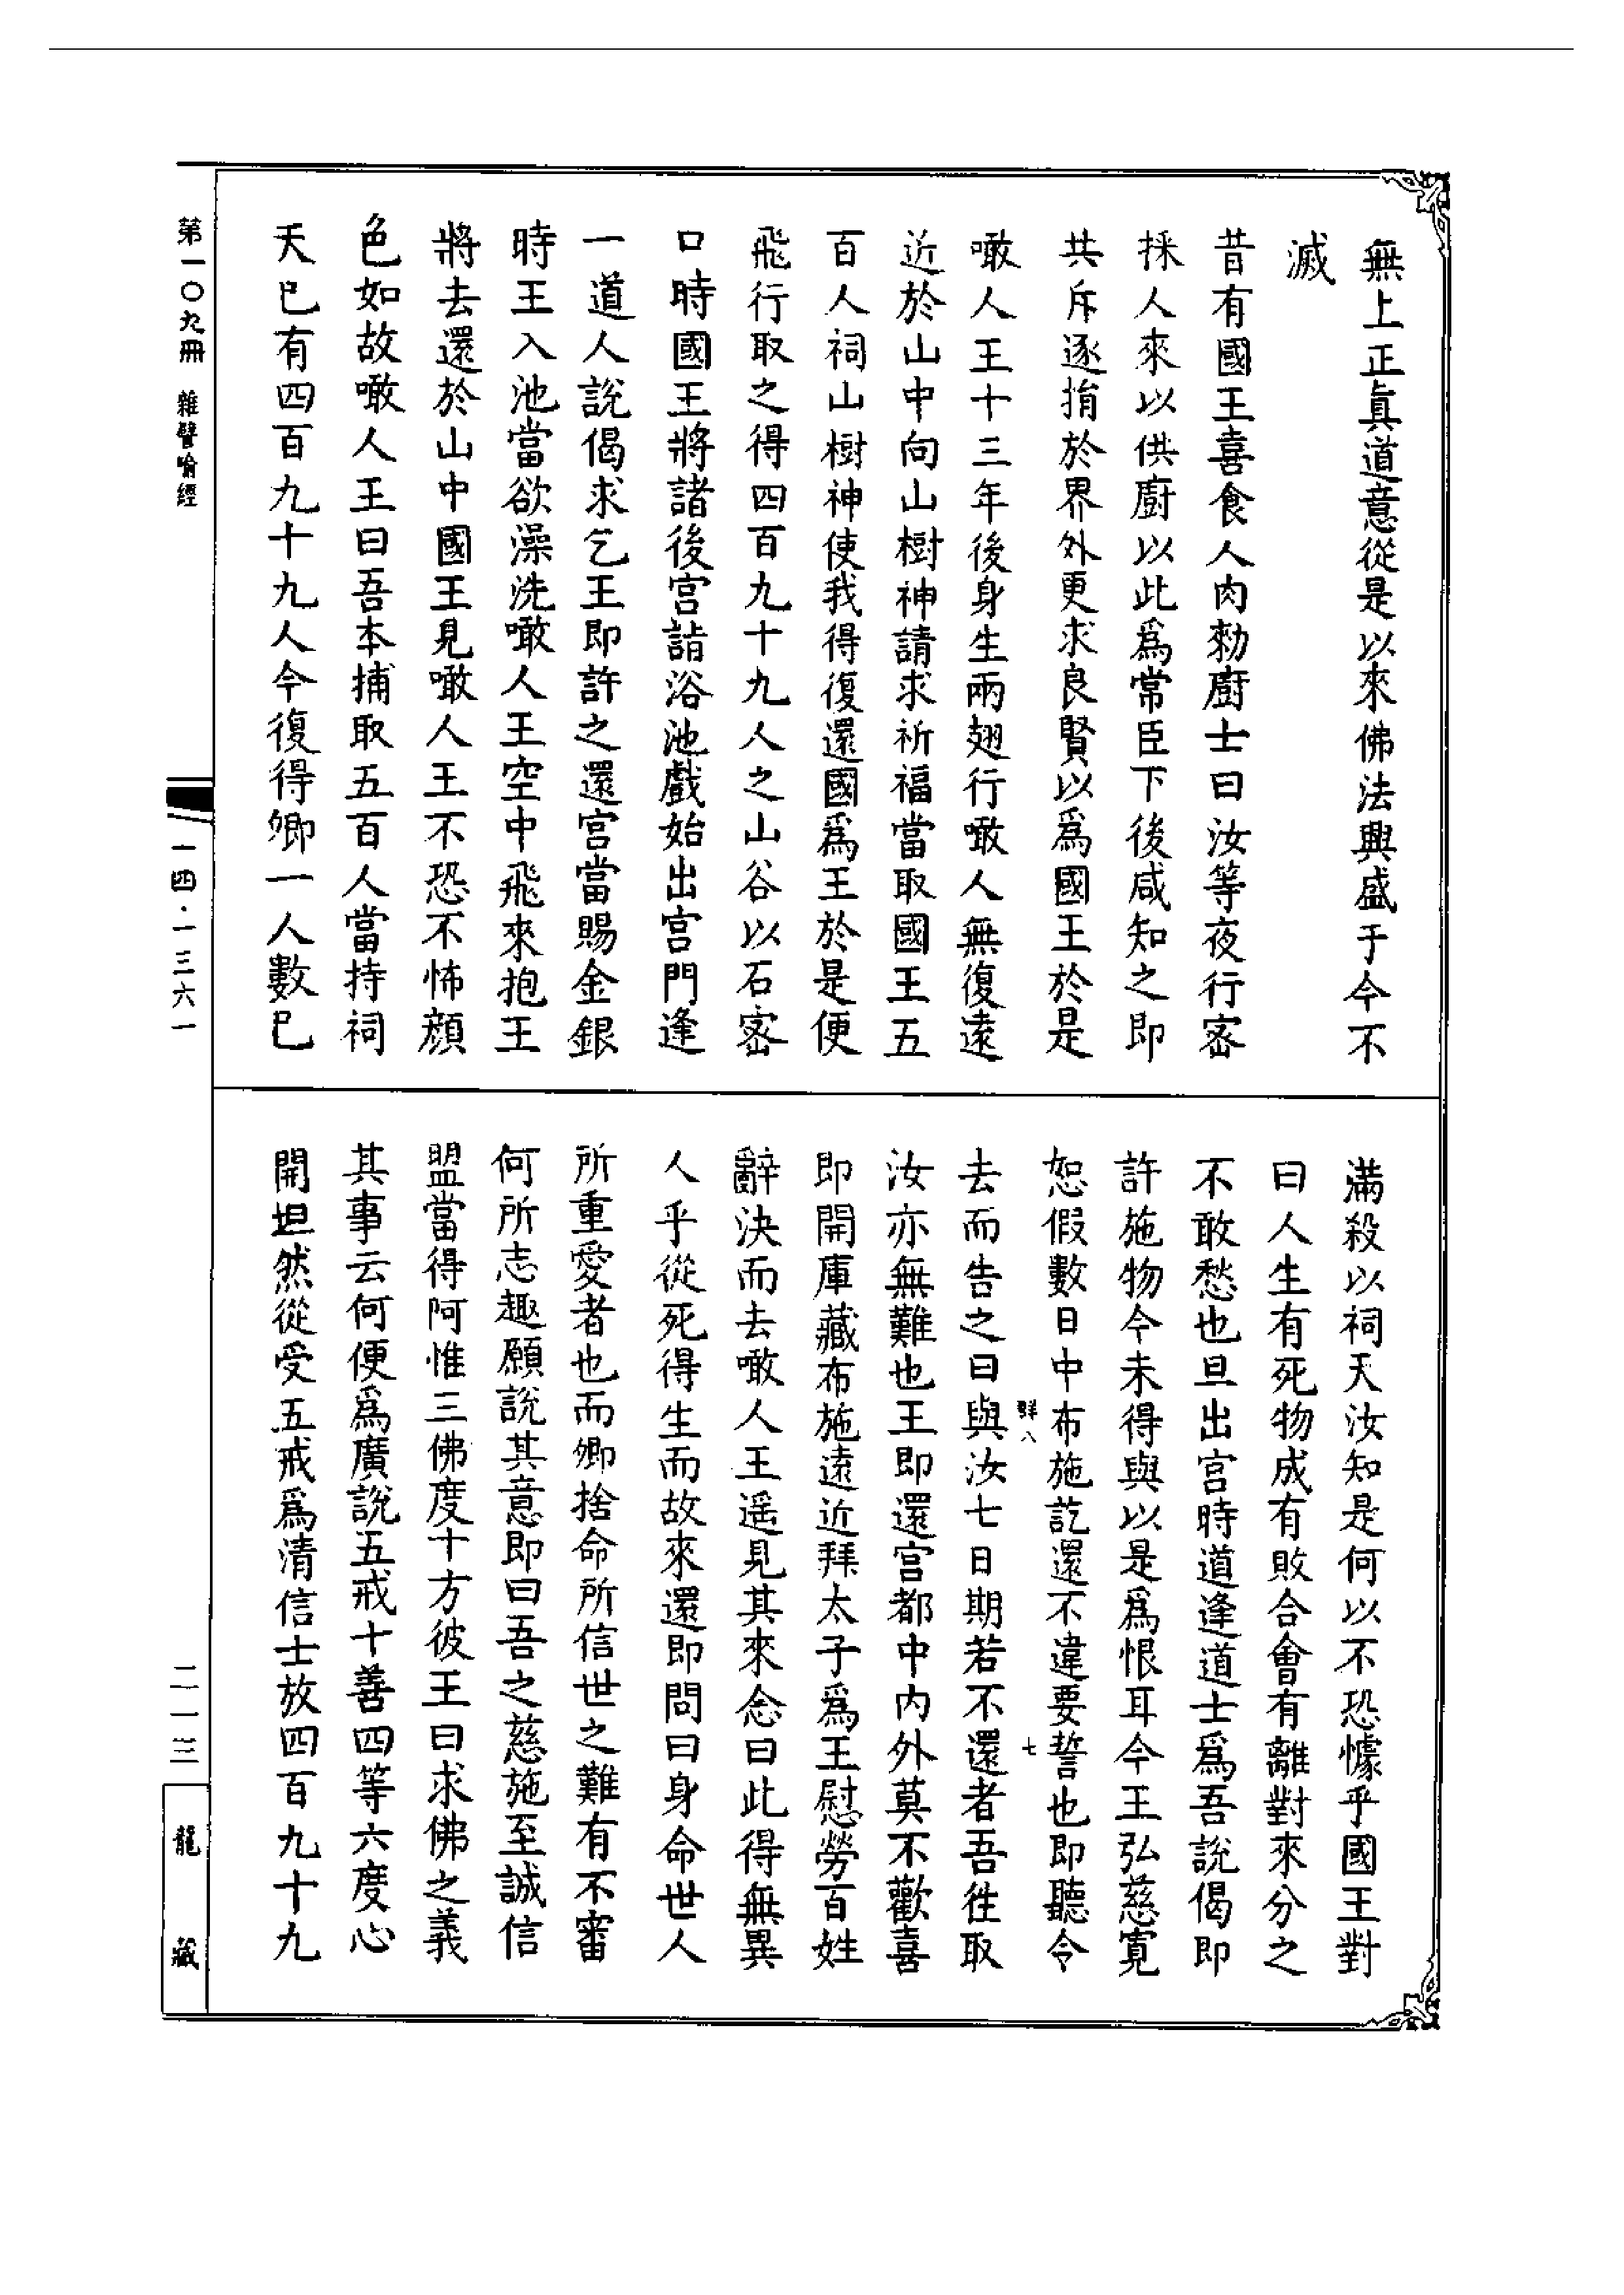 無上正眞道意從是以來佛法興盛于今不
滅
昔有國王喜食人肉勑廚士曰汝等夜行密
採人來以供廚以此爲常臣下後咸知之即
共斥逐捐於界外更求良賢以爲國王於是
噉人王十三年後身生兩翅行噉人無復遠
近於山中向山樹神請求祈福當取國王五
百人祠山樹神使我得復還國爲王於是便
飛行取之得四百九十九人之山谷以石密
口時國王將諸後宮詣浴池戲始出宮門逢
一道人說偈求乞王即許之還宮當賜金銀
時王入池當欲澡洗噉人王空中飛來抱王
將去還於山中國王見噉人王不恐不怖顔
色如故噉人王曰吾本捕取五百人當持祠
天已有四百九十九人今復得卿一人數已
滿殺以祠天汝知是何以不恐懅乎國王對
曰人生有死物成有敗合會有離對來分之
不敢愁也旦出宮時道逢道士爲吾說偈即
許施物今未得與以是爲恨耳今王弘慈寬
恕假數日中布施訖還不違要誓也即聽令
群八
七
去而告之曰與汝七日期若不還者吾徃取
汝亦無難也王即還宮都中內外莫不歡喜
即開庫藏布施遠近拜太子爲王慰勞百姓
辭決而去噉人王遥見其來念曰此得無異
人乎從死得生而故來還即問曰身命世人
所重愛者也而卿捨命所信世之難有不審
何所志趣願說其意即曰吾之慈施至誠信
盟當得阿惟三佛度十方彼王曰求佛之義
其事云何便爲廣說五戒十善四等六度心
開坦然從受五戒爲清信士放四百九十九
第一〇九冊 雜譬喻經
一四·一三六一
二一三
龍藏